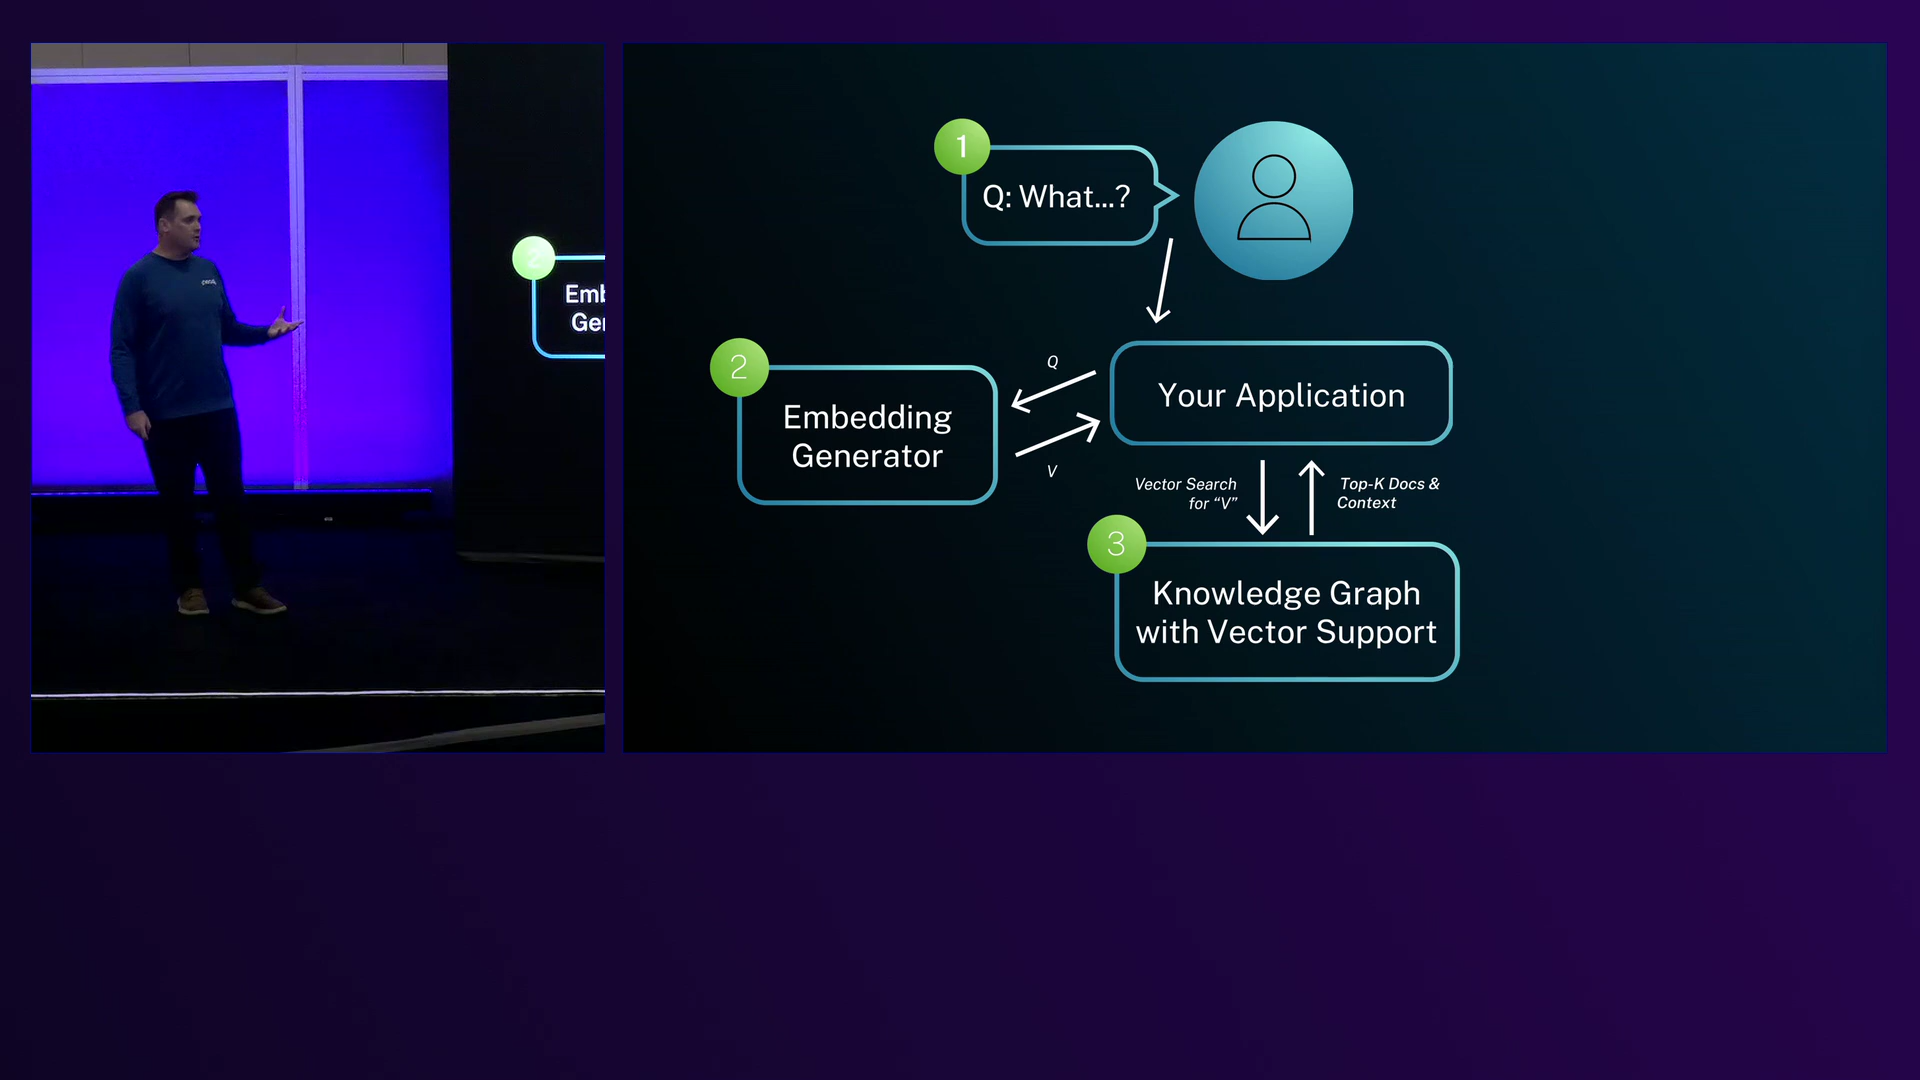 2
Emb
Ger
1
Q: What...?
2
Embedding
Generator
Q
V
Your Application
Vector Search
for “V”
Top-K Docs &
Context
3
Knowledge Graph
with Vector Support